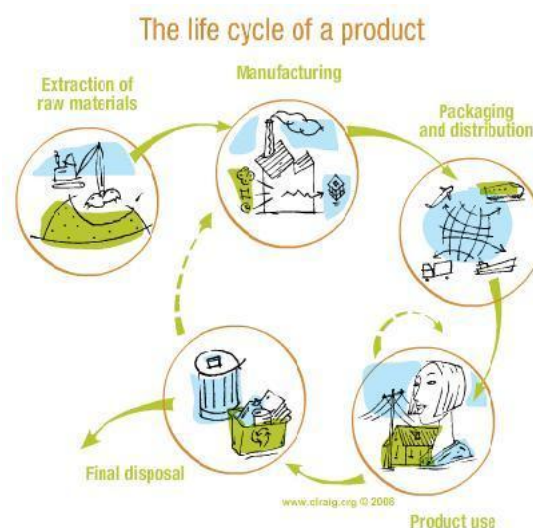 The life cycle of a product
Manufacturing
Extraction of
raw materials
Packaging
and distribution
Final disposal
www.ciraig.org © 2006
Product use